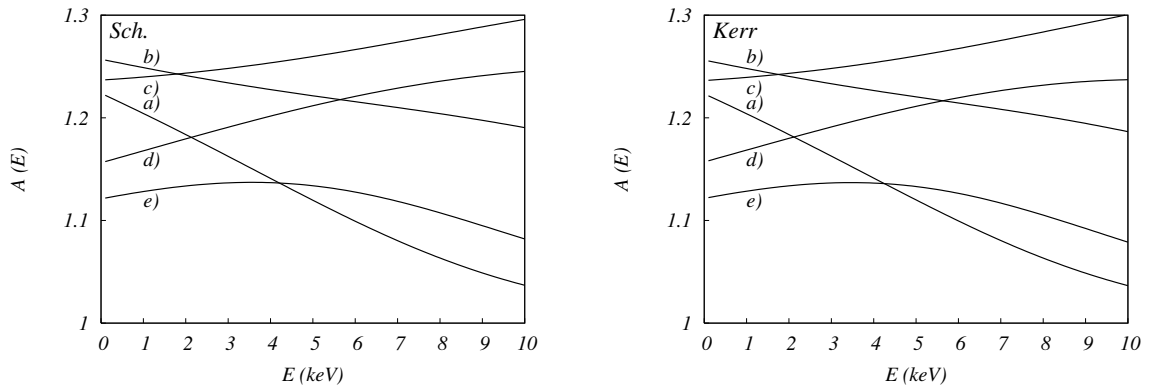 1.3
Sch.
b)
c)
a)
1.2
d)
A (E)
e)
1.1
1
0 1 2 3 4 5 6 7 8 9 10
E (keV)
1.3
Kerr
b)
c)
a)
1.2
d)
A (E)
e)
1.1
1
0 1 2 3 4 5 6 7 8 9 10
E (keV)